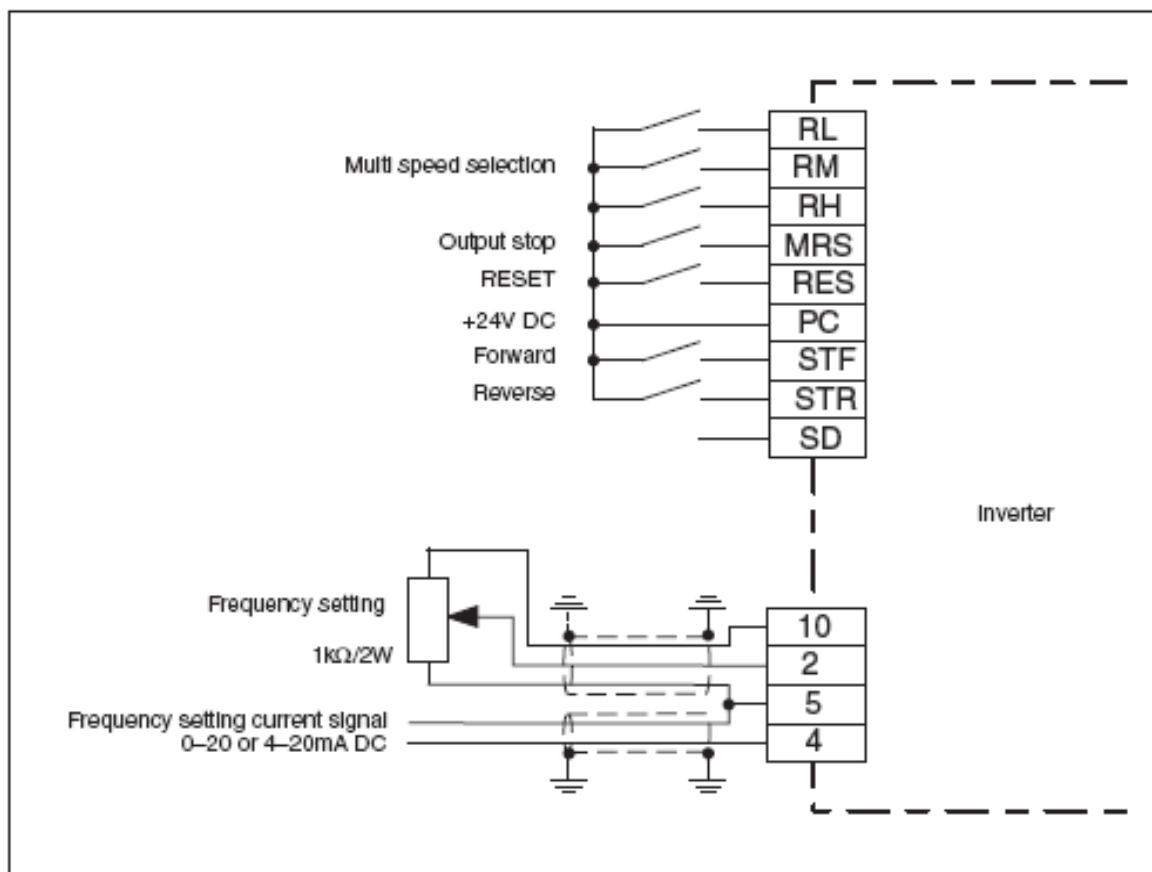 RL
Multi speed selection RM
RH
Output stop MRS
RESET RES
+24V DC PC
Forward STF
Reverse STR
SD
Inverter
Frequency setting 10
1kΩ/2W 2
5
Frequency setting current signal
0–20 or 4–20mA DC 4